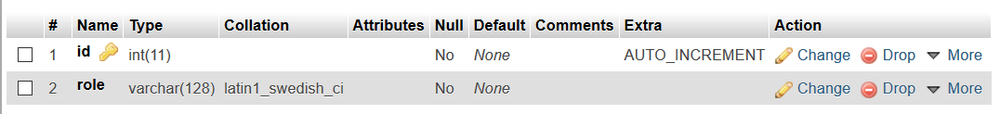 # Name Type Collation Attributes Null Default Comments Extra Action
1 id int(11) No None AUTO_INCREMENT Change Drop More
2 role varchar(128) latin1_swedish_ci No None Change Drop More